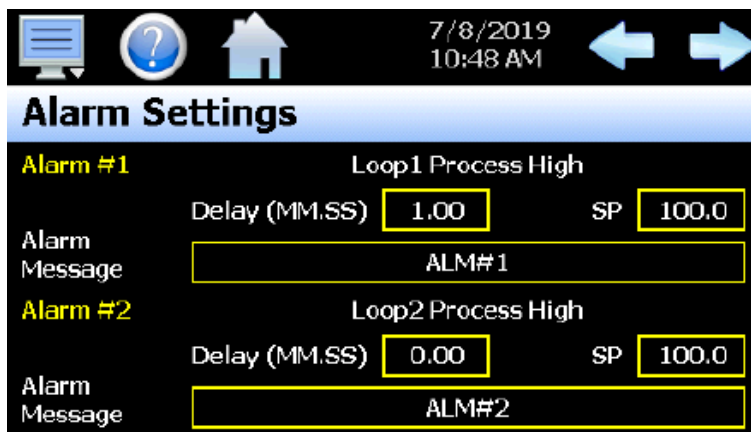 ?
7/8/2019
10:48 AM
Alarm Settings
Alarm #1 Loop1 Process High
Delay (MM.SS) 1.00 SP 100.0
Alarm
Message
ALM#1
Alarm #2 Loop2 Process High
Delay (MM.SS) 0.00 SP 100.0
Alarm
Message
ALM#2